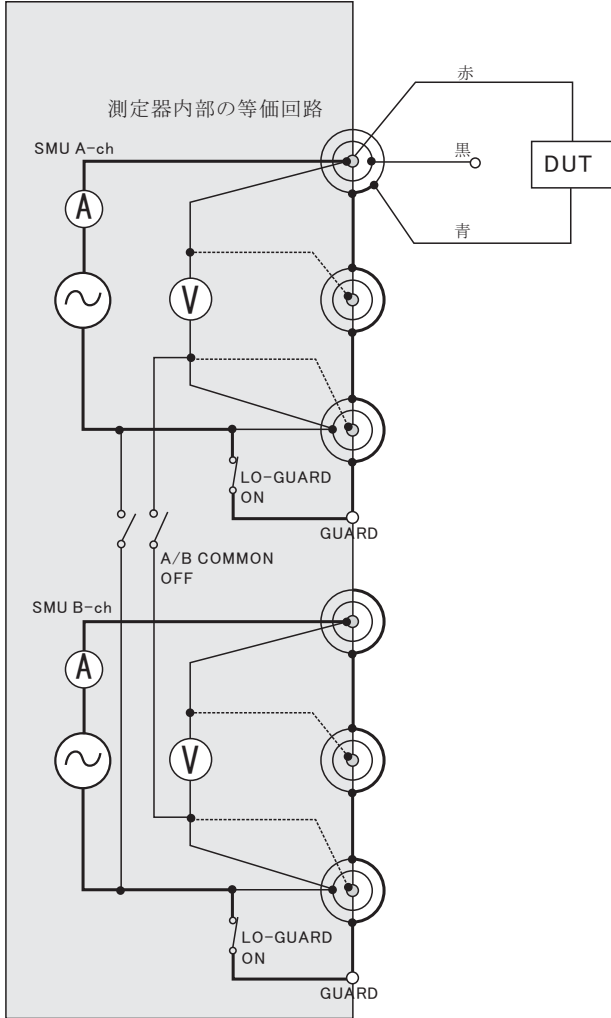 赤
測定器内部の等価回路
SMU A-ch
黒
DUT
A
青
V
LO-GUARD
ON
GUARD
A/B COMMON
OFF
SMU B-ch
A
V
LO-GUARD
ON
GUARD